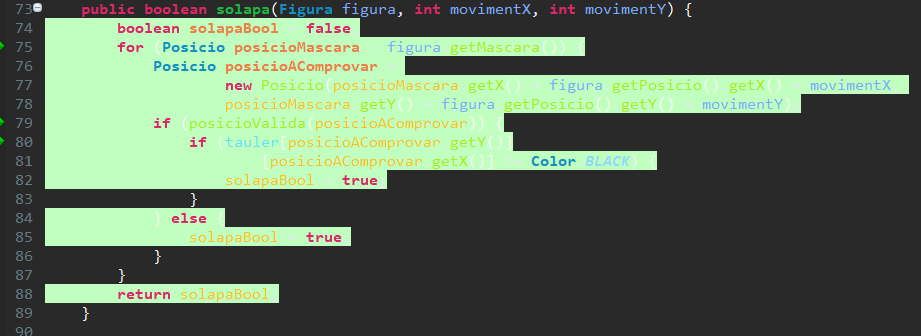 73 public boolean solapa(Figura figura, int movimentX, int movimentY) {
74 boolean solapaBool = false
75 for (Posicio posicioMascara : figura.getMascara()) {
76 Posicio posicioAComprovar =
77 new Posicio(posicioMascara.getX() + figura.getPosicio().getX() + movimentX,
78 posicioMascara.getY() + figura.getPosicio().getY() + movimentY)
79 if (posicioValida(posicioAComprovar)) {
80 if (tauler[posicioAComprovar.getY()]
81 [posicioAComprovar.getX()] != Color.BLACK) {
82 solapaBool = true
83 }
84 } else {
85 solapaBool = true
86 }
87 }
88 return solapaBool
89 }
90